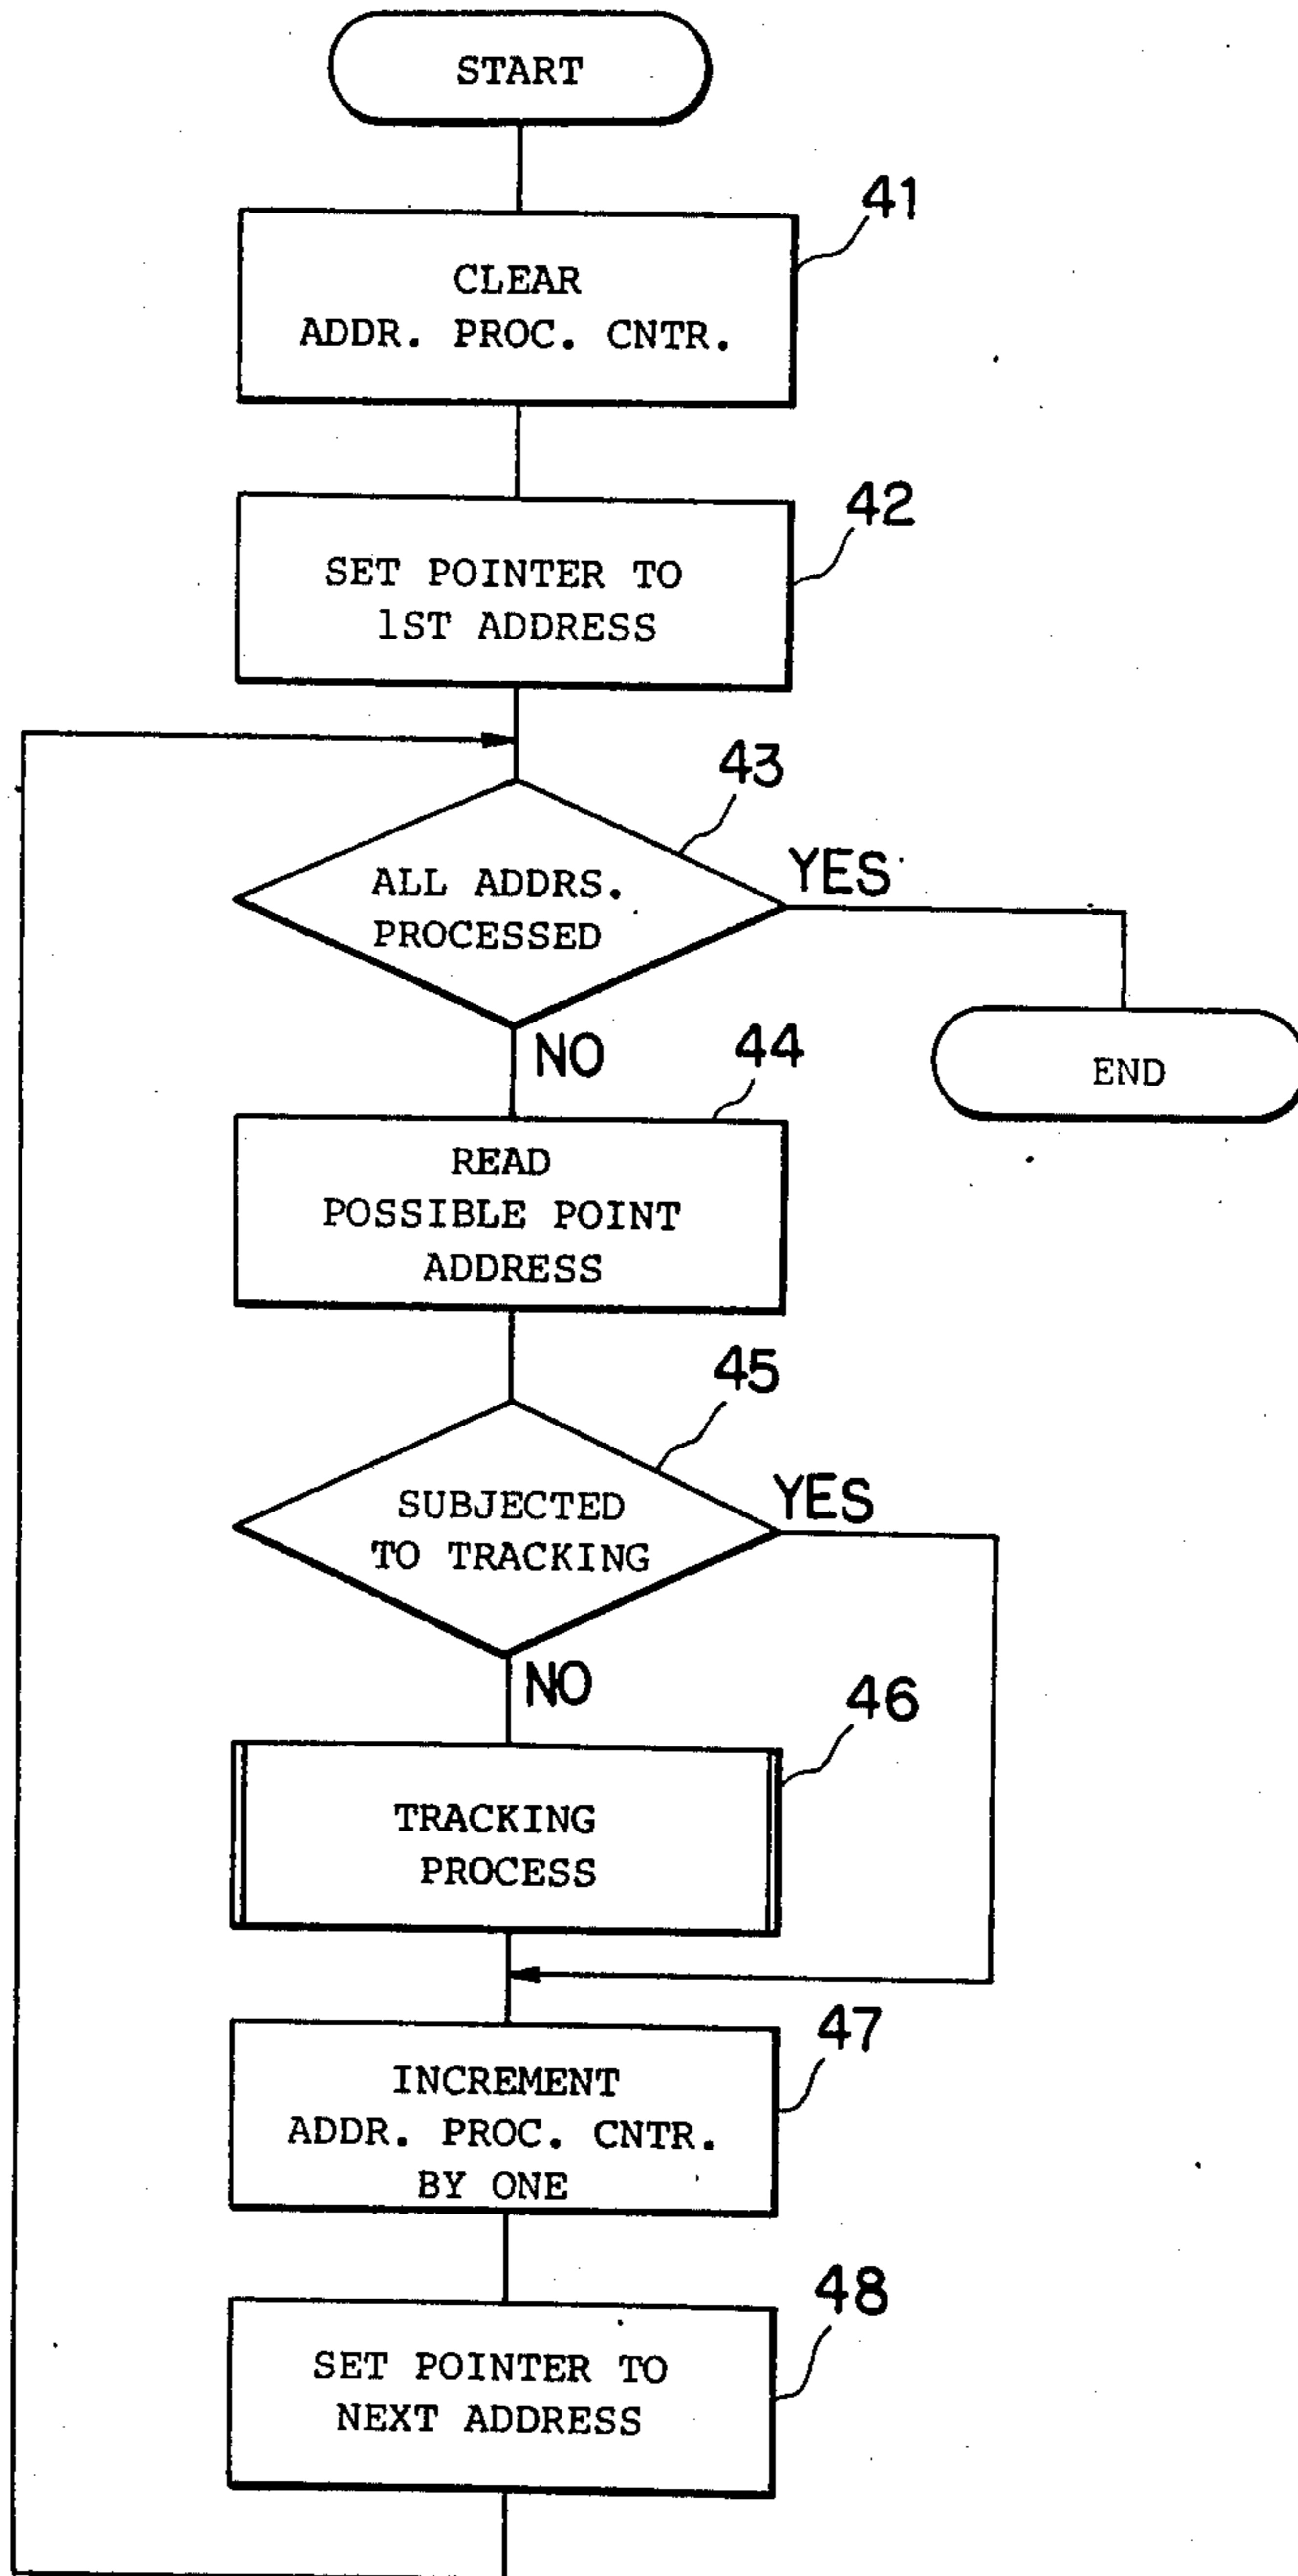 START
41
CLEAR
ADDR. PROC. CNTR.
42
SET POINTER TO
1ST ADDRESS
43
ALL ADDRS.
PROCESSED
YES
NO
END
44
READ
POSSIBLE POINT
ADDRESS
45
SUBJECTED
TO TRACKING
YES
NO
46
TRACKING
PROCESS
47
INCREMENT
ADDR. PROC. CNTR.
BY ONE
48
SET POINTER TO
NEXT ADDRESS